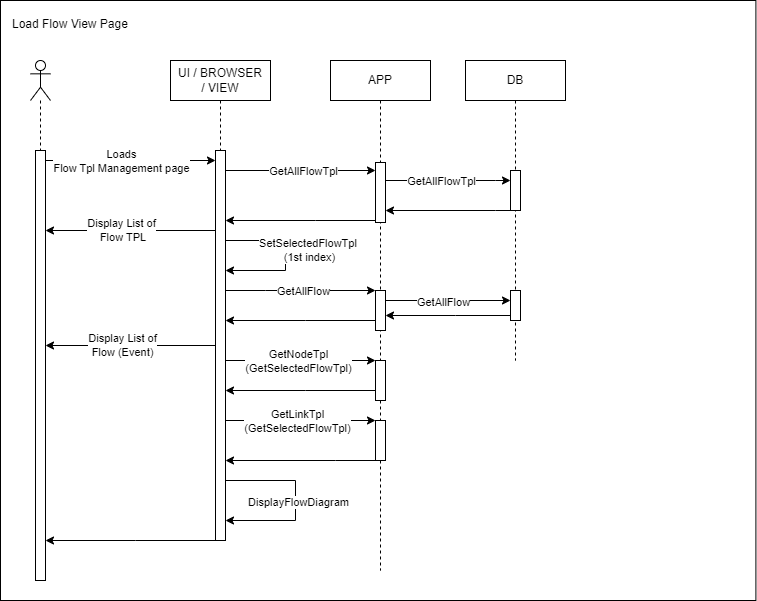 Load Flow View Page
UI / BROWSER
/ VIEW
APP
DB
Loads
Flow Tpl Management page
GetAllFlowTpl
GetAllFlowTpl
Display List of
Flow TPL
SetSelectedFlowTpl
(1st index)
GetAllFlow
GetAllFlow
Display List of
Flow (Event)
GetNodeTpl
(GetSelectedFlowTpl)
GetLinkTpl
(GetSelectedFlowTpl)
DisplayFlowDiagram